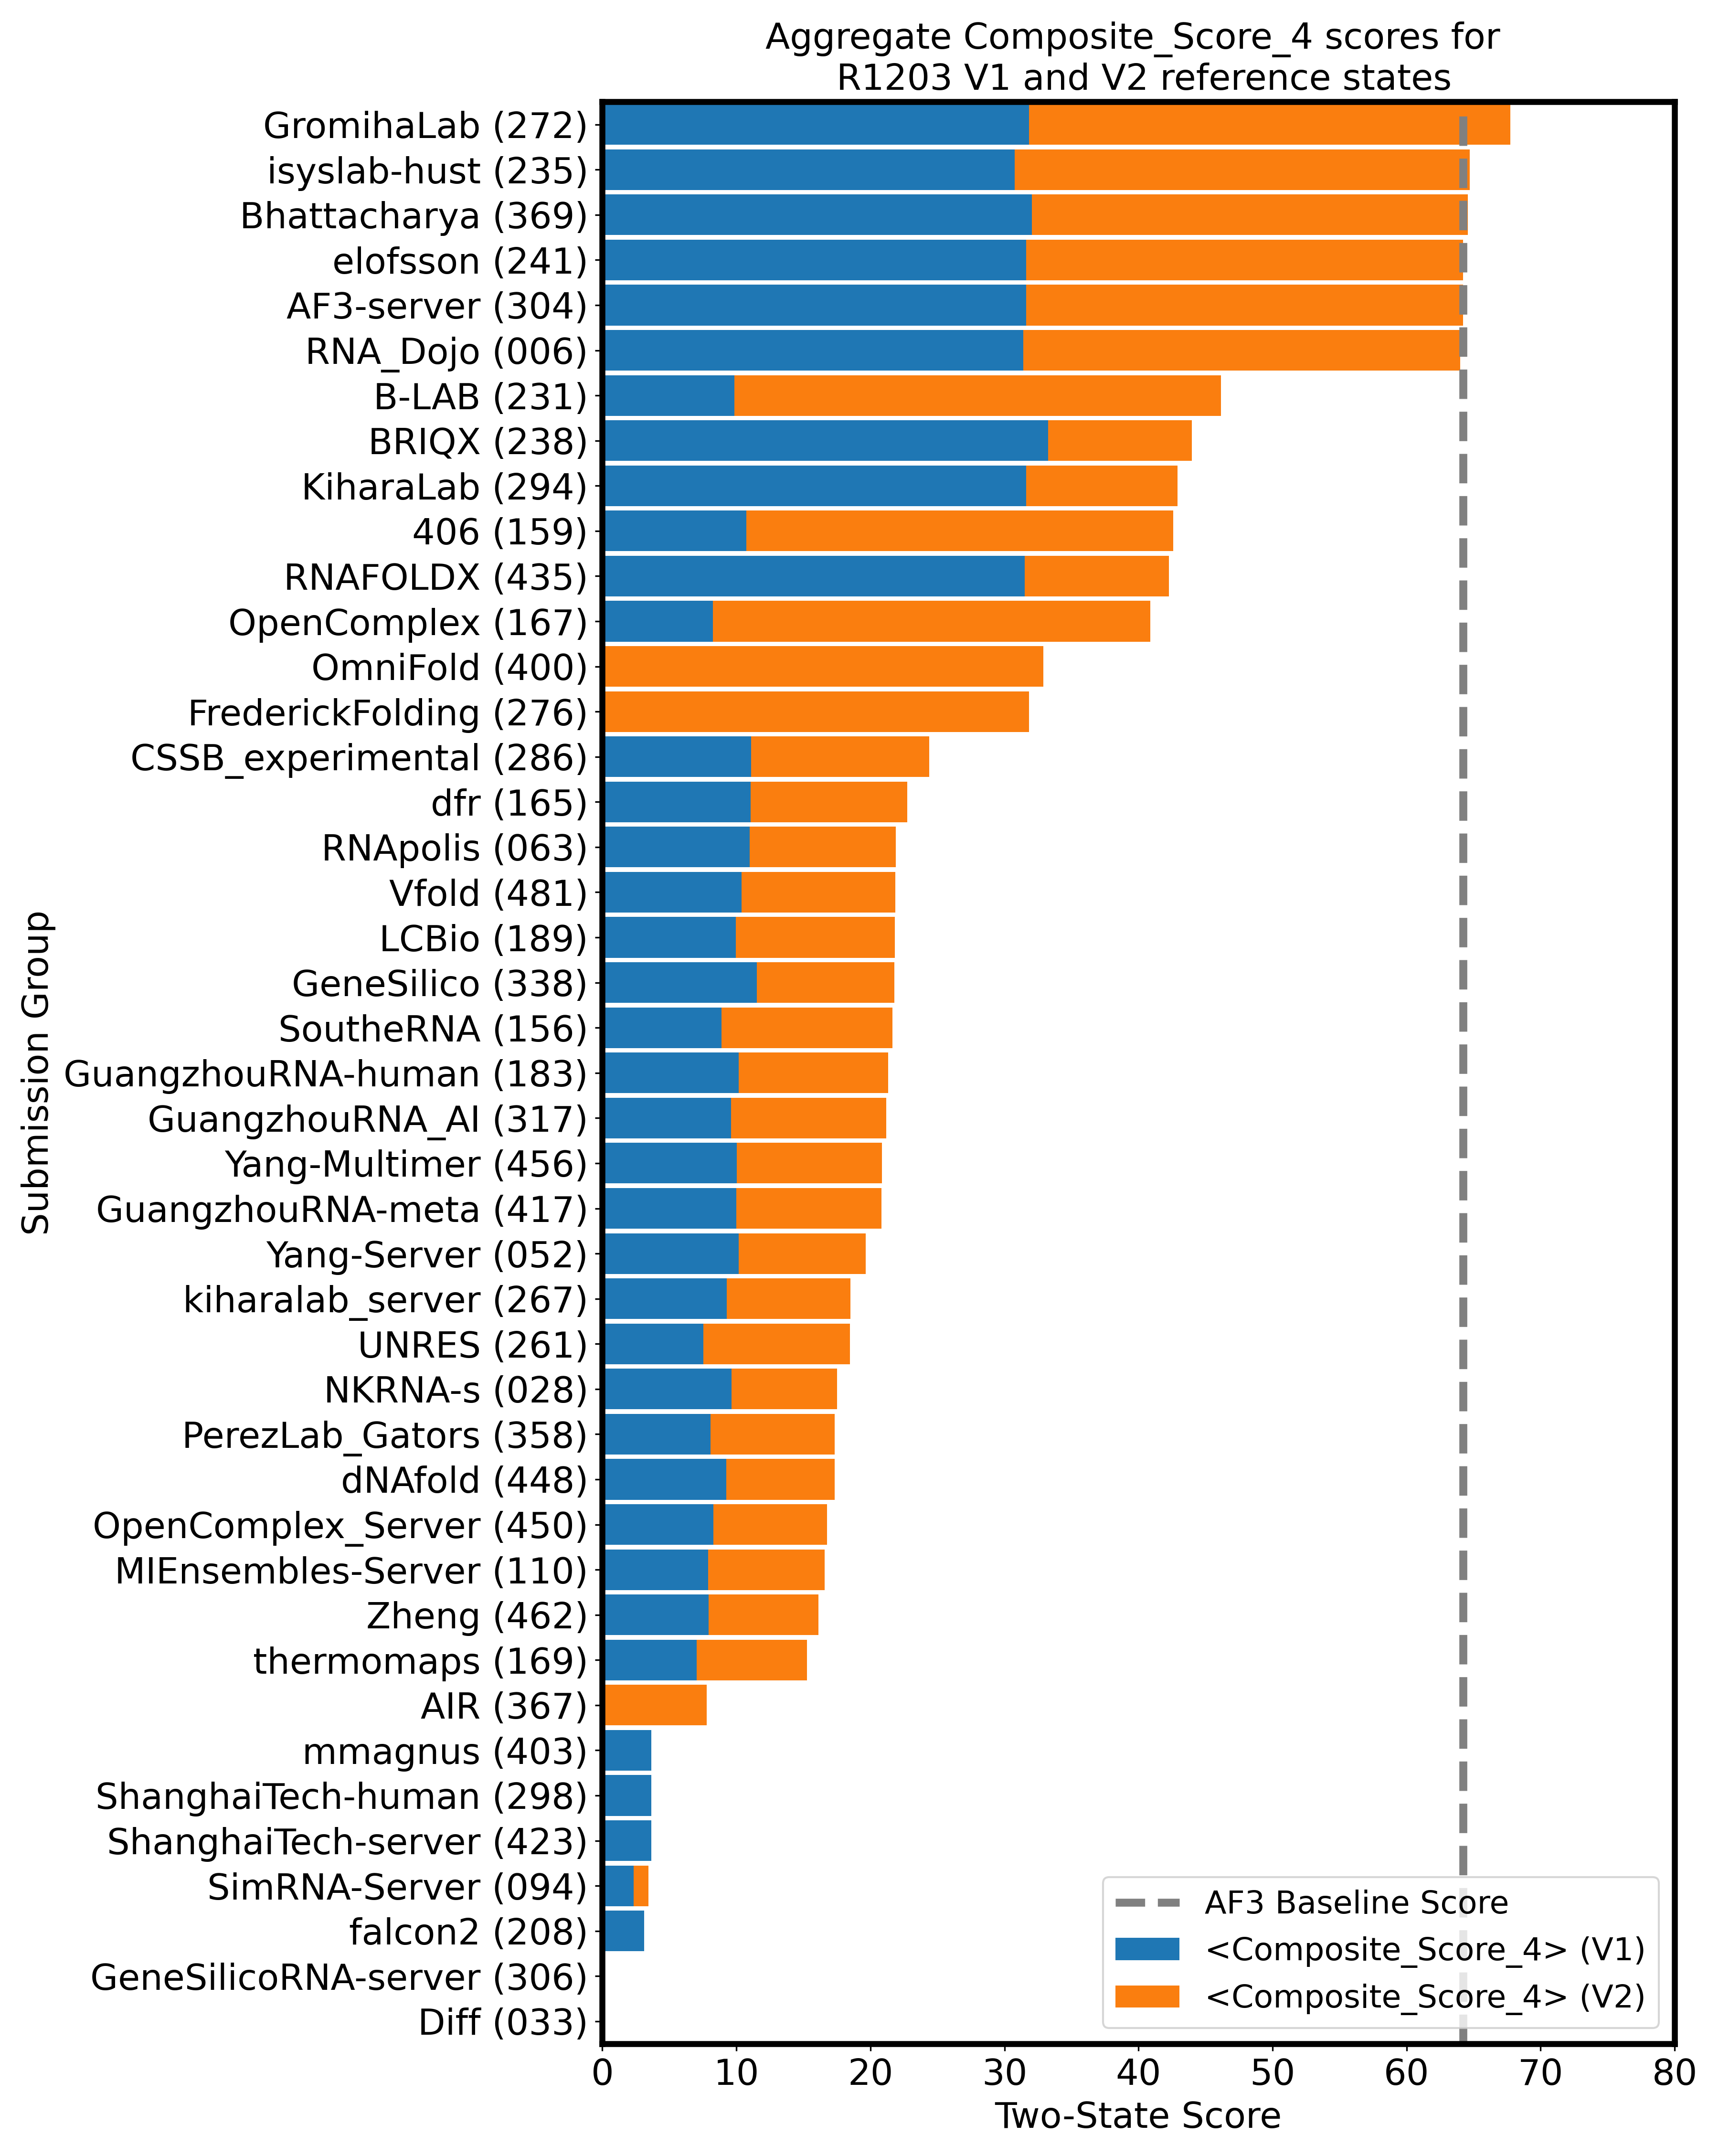 Aggregate Composite_Score_4 scores for
R1203 V1 and V2 reference states
Submission Group
GromihaLab (272)
isyslab-hust (235)
Bhattacharya (369)
elofsson (241)
AF3-server (304)
RNA_Dojo (006)
B-LAB (231)
BRIQX (238)
KiharaLab (294)
406 (159)
RNAFOLDX (435)
OpenComplex (167)
OmniFold (400)
FrederickFolding (276)
CSSB_experimental (286)
dfr (165)
RNApolis (063)
Vfold (481)
LCBio (189)
GeneSilico (338)
SoutheRNA (156)
GuangzhouRNA-human (183)
GuangzhouRNA_AI (317)
Yang-Multimer (456)
GuangzhouRNA-meta (417)
Yang-Server (052)
kiharalab_server (267)
UNRES (261)
NKRNA-s (028)
PerezLab_Gators (358)
dNAfold (448)
OpenComplex_Server (450)
MIEnsembles-Server (110)
Zheng (462)
thermomaps (169)
AIR (367)
mmagnus (403)
ShanghaiTech-human (298)
ShanghaiTech-server (423)
SimRNA-Server (094)
falcon2 (208)
GeneSilicoRNA-server (306)
Diff (033)
AF3 Baseline Score
<Composite_Score_4> (V1)
<Composite_Score_4> (V2)
0 10 20 30 40 50 60 70 80
Two-State Score